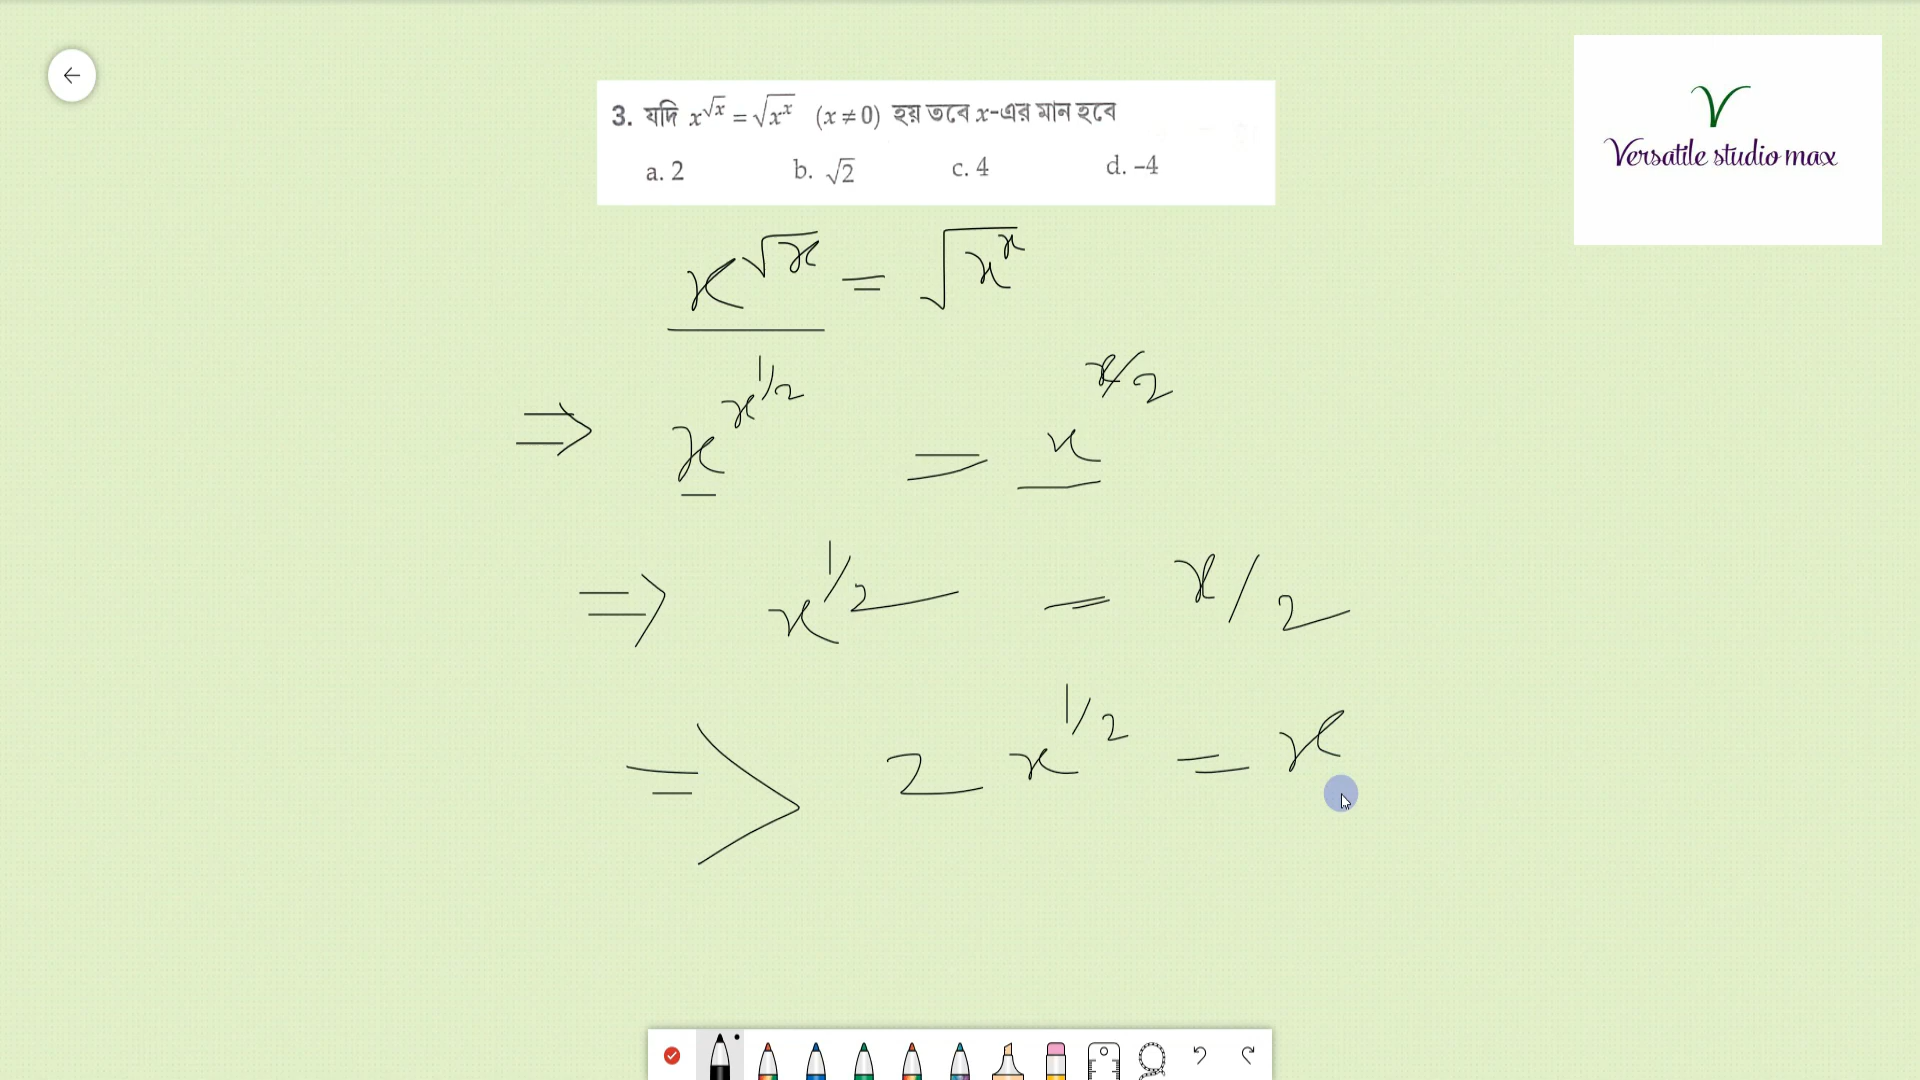 3. যদি x^√x = √(x^x) (x ≠ 0) হয় তবে x-এর মান হবে
a. 2 b. √2 c. 4 d. –4
V
Versatile studio max
x^√x = √(x^x)
⇒ x^x^1/2 = x^x/2
⇒ x^1/2 = x/2
⇒ 2 x^1/2 = x